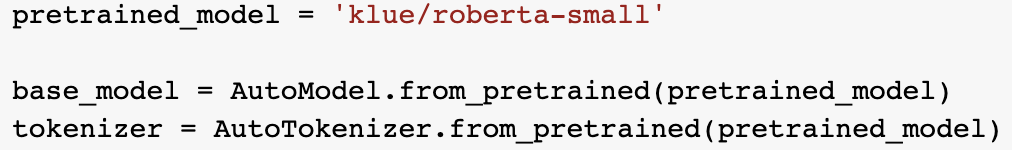 pretrained_model = 'klue/roberta-small'
base_model = AutoModel.from_pretrained(pretrained_model)
tokenizer = AutoTokenizer.from_pretrained(pretrained_model)